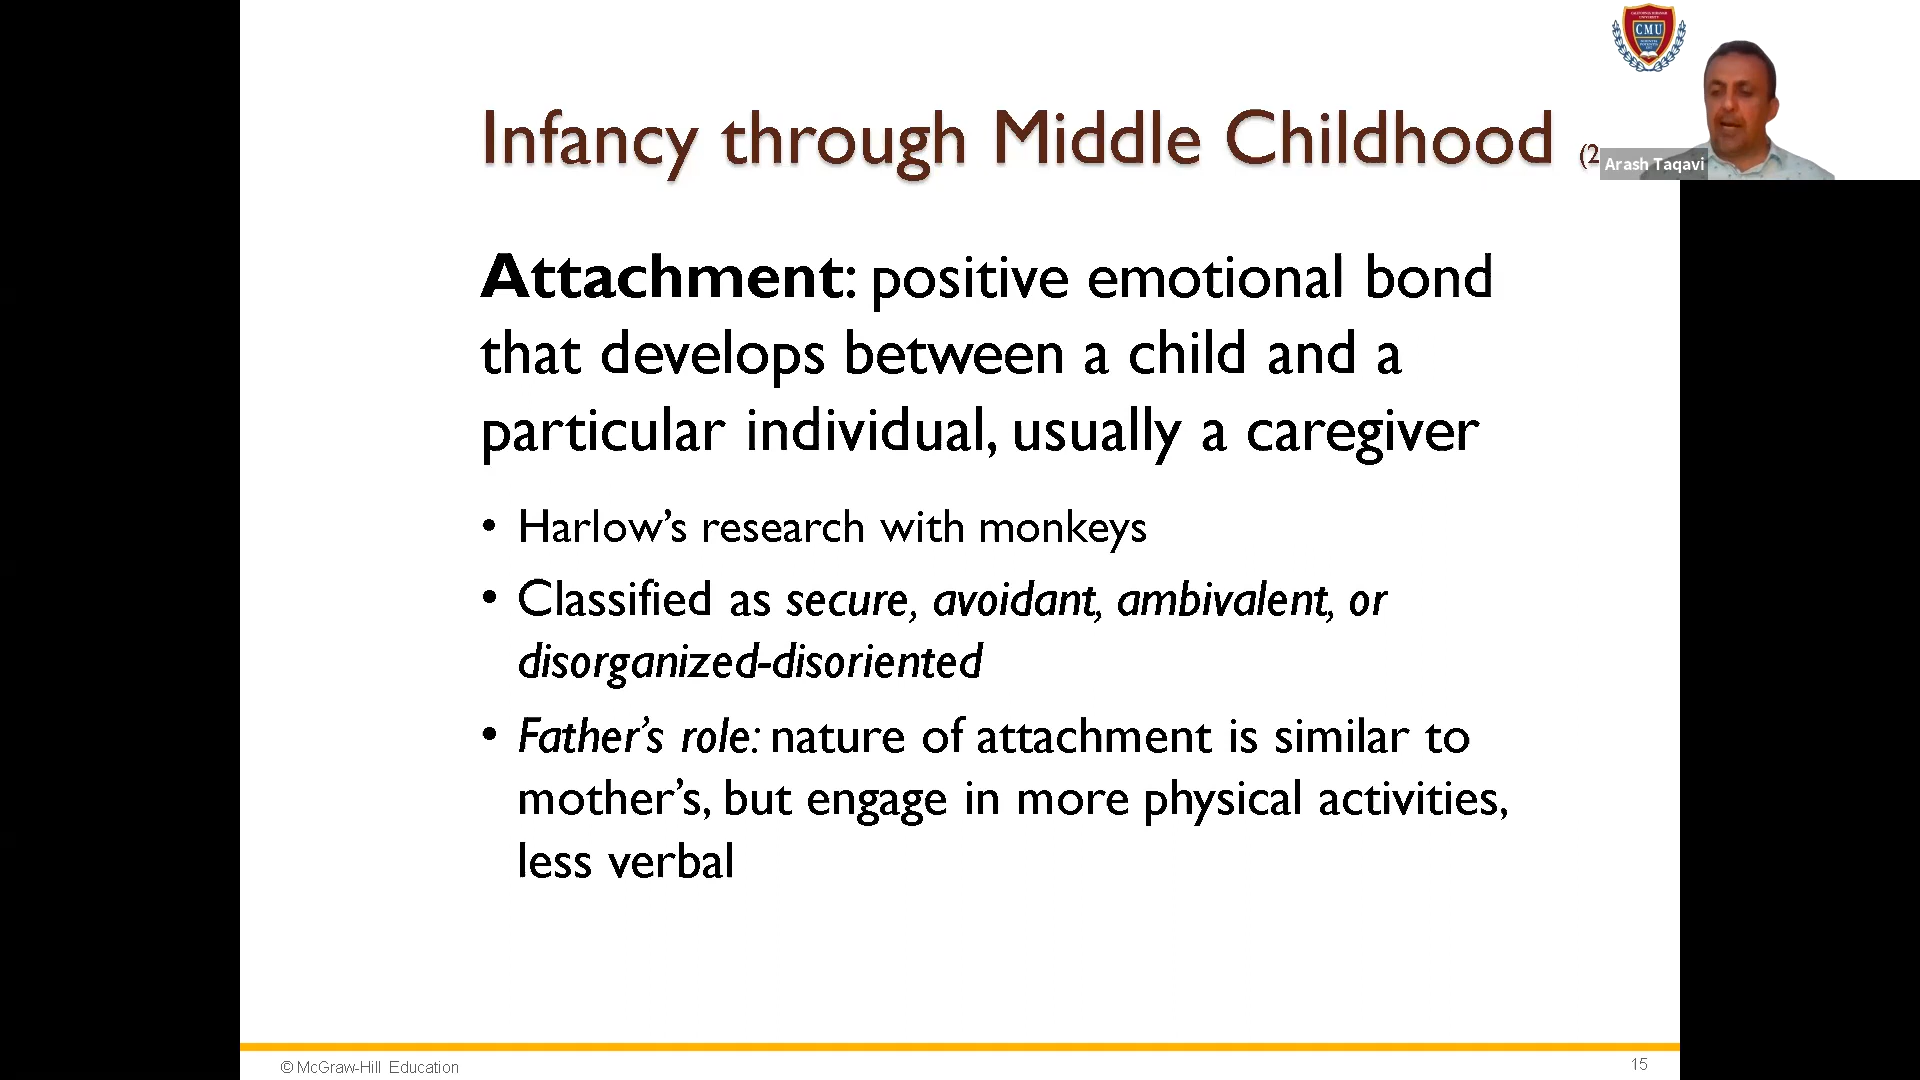 CMU
Infancy through Middle Childhood (2
Arash Taqavi
Attachment: positive emotional bond
that develops between a child and a
particular individual, usually a caregiver
• Harlow’s research with monkeys
• Classified as secure, avoidant, ambivalent, or
disorganized-disoriented
• Father’s role: nature of attachment is similar to
mother’s, but engage in more physical activities,
less verbal
© McGraw-Hill Education
15